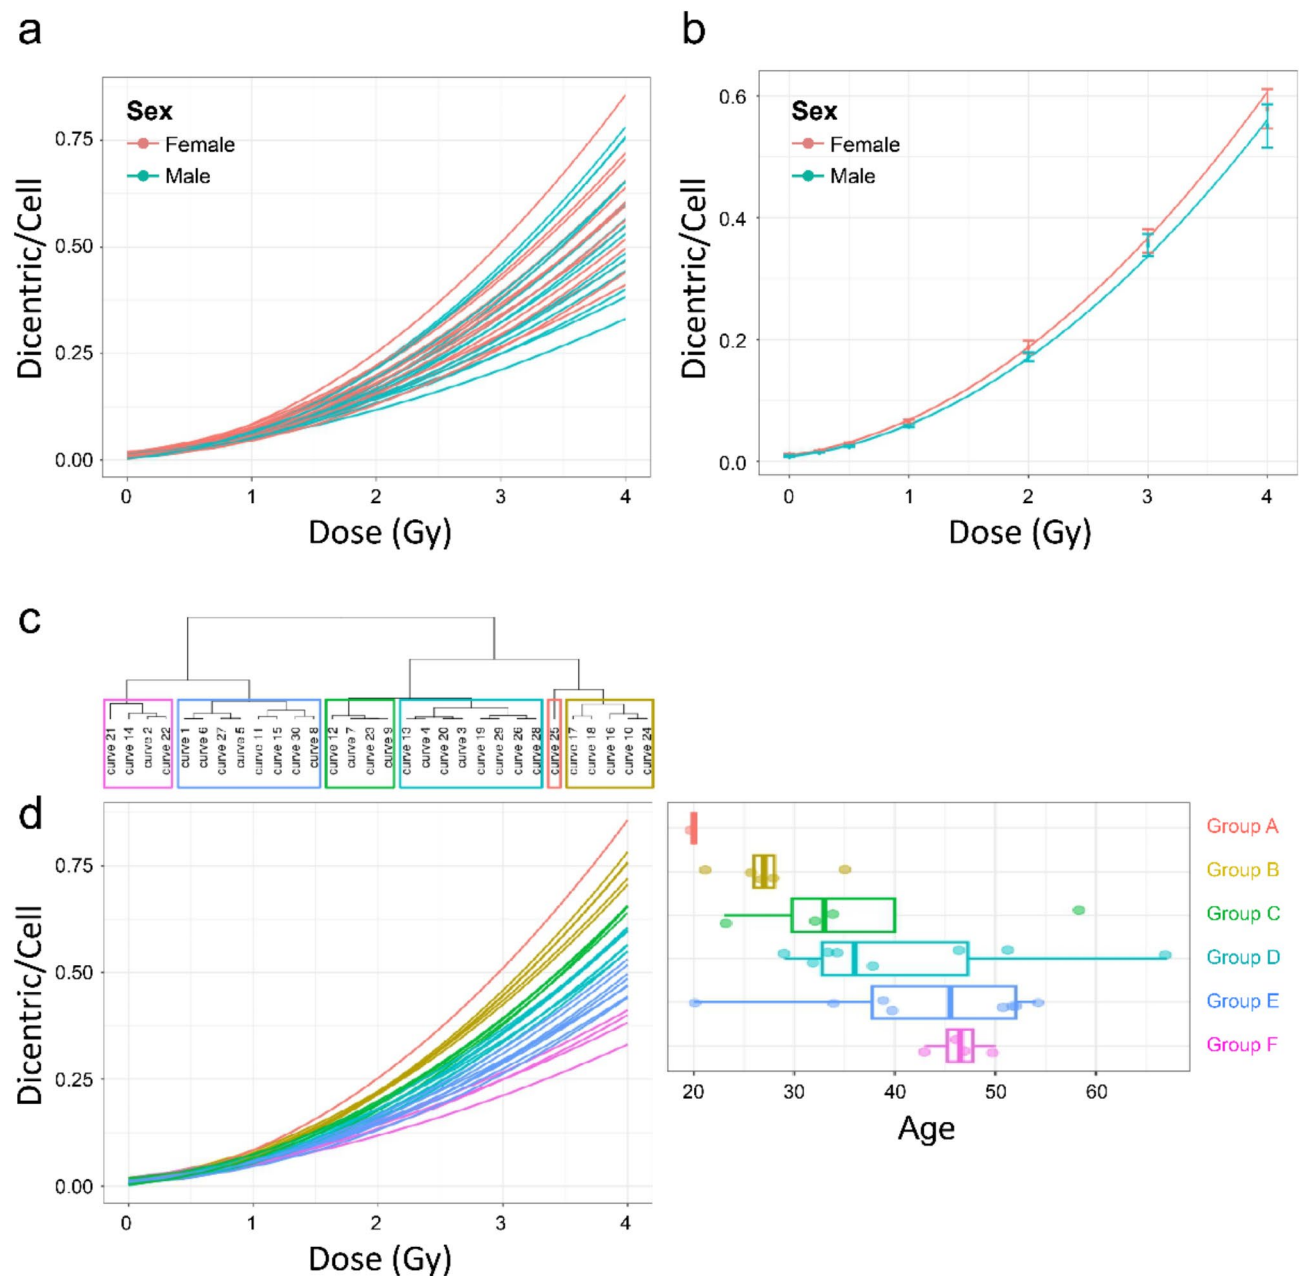 a
Sex
Female
Male
0.75
0.50
0.25
0.00
Dicentric/Cell
0 1 2 3 4
Dose (Gy)
b
Sex
Female
Male
0.6
0.4
0.2
0.0
Dicentric/Cell
0 1 2 3 4
Dose (Gy)
c
curve 21
curve 14
curve 2
curve 22
curve 1
curve 6
curve 27
curve 5
curve 11
curve 15
curve 30
curve 8
curve 12
curve 7
curve 23
curve 9
curve 13
curve 4
curve 20
curve 3
curve 19
curve 29
curve 26
curve 28
curve 25
curve 17
curve 18
curve 16
curve 10
curve 24
d
0.75
0.50
0.25
0.00
Dicentric/Cell
0 1 2 3 4
Dose (Gy)
Group A
Group B
Group C
Group D
Group E
Group F
20 30 40 50 60
Age